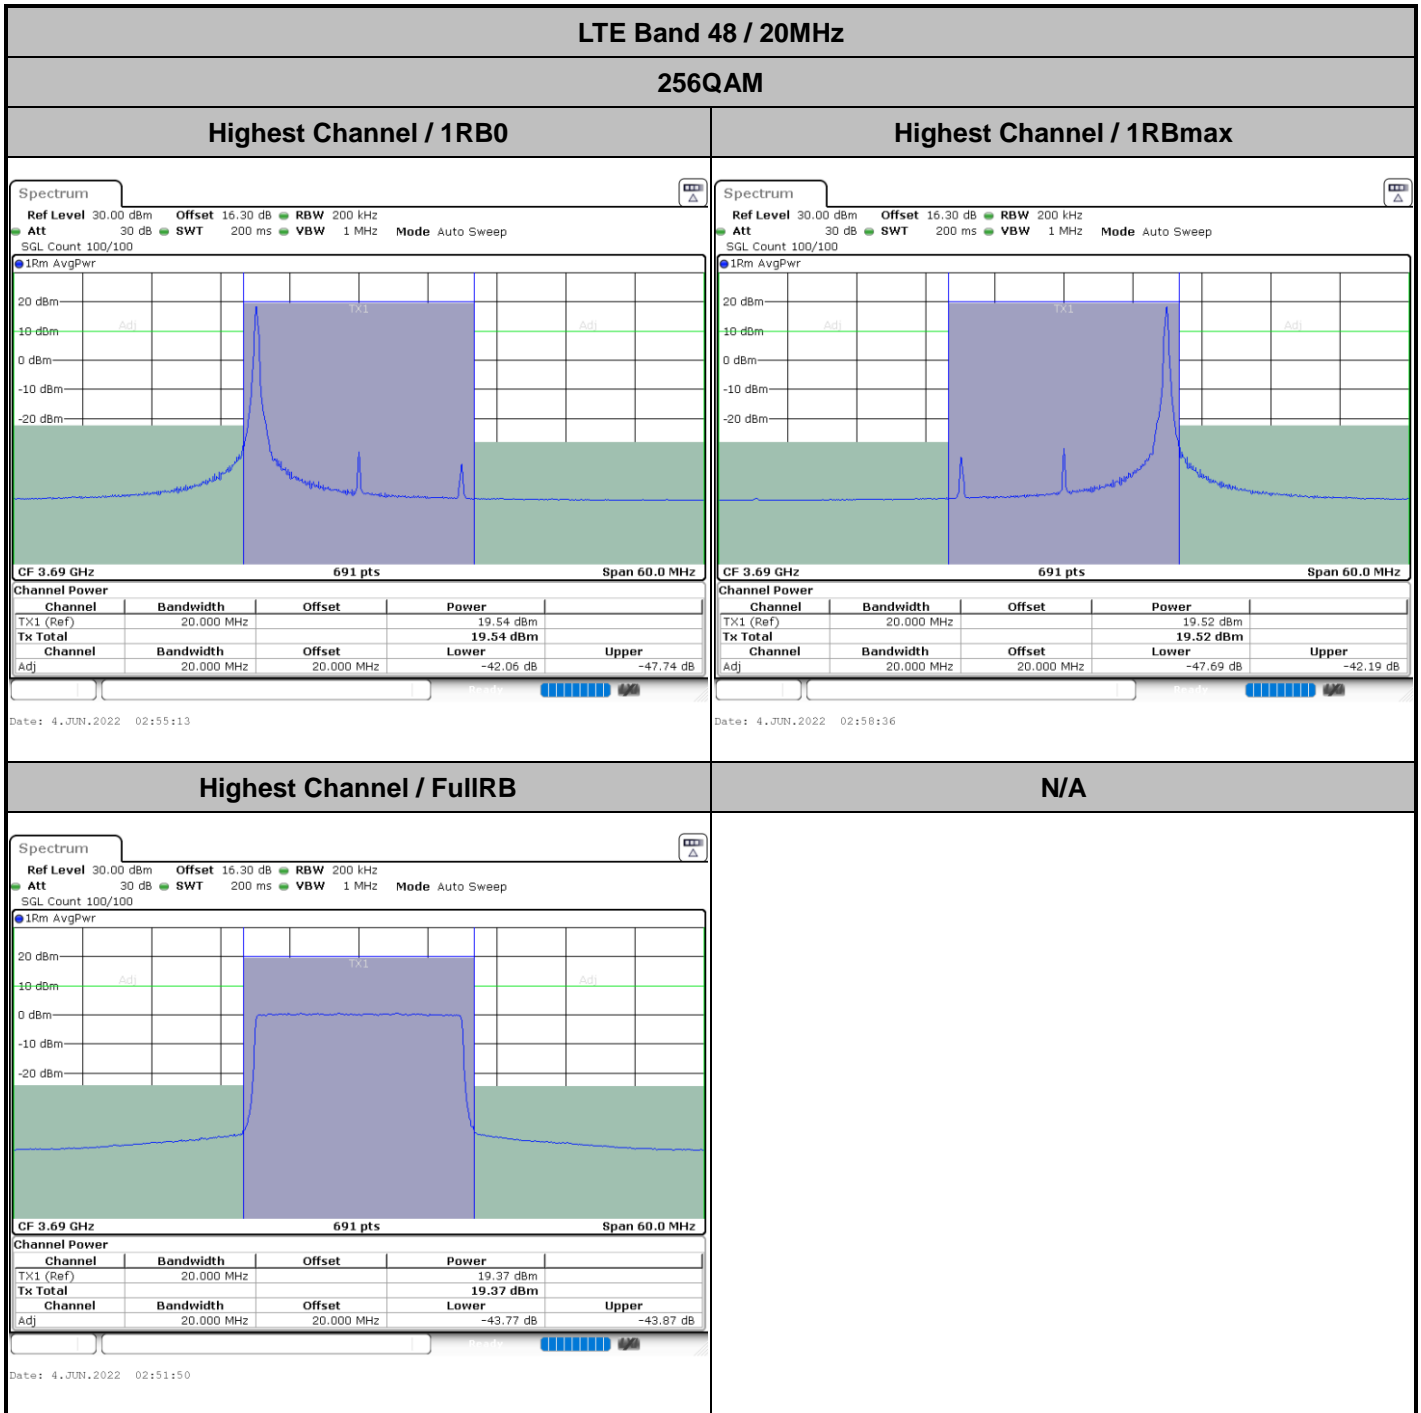 LTE Band 48 / 20MHz
256QAM
Highest Channel / 1RB0
Highest Channel / 1RBmax
Spectrum
Ref Level 30.00 dBm Offset 16.30 dB RBW 200 kHz
Att 30 dB SWT 200 ms VBW 1 MHz Mode Auto Sweep
SGL Count 100/100
1Rm AvgPwr
20 dBm
10 dBm
0 dBm
-10 dBm
-20 dBm
Adj
TX1
Adj
CF 3.69 GHz 691 pts Span 60.0 MHz
Channel Power
Channel Bandwidth Offset Power
TX1 (Ref) 20.000 MHz 19.54 dBm
Tx Total 19.54 dBm
Channel Bandwidth Offset Lower Upper
Adj 20.000 MHz 20.000 MHz -42.06 dB -47.74 dB
Ready
Date: 4.JUN.2022 02:55:13
Spectrum
Ref Level 30.00 dBm Offset 16.30 dB RBW 200 kHz
Att 30 dB SWT 200 ms VBW 1 MHz Mode Auto Sweep
SGL Count 100/100
1Rm AvgPwr
20 dBm
10 dBm
0 dBm
-10 dBm
-20 dBm
Adj
TX1
Adj
CF 3.69 GHz 691 pts Span 60.0 MHz
Channel Power
Channel Bandwidth Offset Power
TX1 (Ref) 20.000 MHz 19.52 dBm
Tx Total 19.52 dBm
Channel Bandwidth Offset Lower Upper
Adj 20.000 MHz 20.000 MHz -47.69 dB -42.19 dB
Ready
Date: 4.JUN.2022 02:58:36
Highest Channel / FullRB
N/A
Spectrum
Ref Level 30.00 dBm Offset 16.30 dB RBW 200 kHz
Att 30 dB SWT 200 ms VBW 1 MHz Mode Auto Sweep
SGL Count 100/100
1Rm AvgPwr
20 dBm
10 dBm
0 dBm
-10 dBm
-20 dBm
Adj
TX1
Adj
CF 3.69 GHz 691 pts Span 60.0 MHz
Channel Power
Channel Bandwidth Offset Power
TX1 (Ref) 20.000 MHz 19.37 dBm
Tx Total 19.37 dBm
Channel Bandwidth Offset Lower Upper
Adj 20.000 MHz 20.000 MHz -43.77 dB -43.87 dB
Ready
Date: 4.JUN.2022 02:51:50